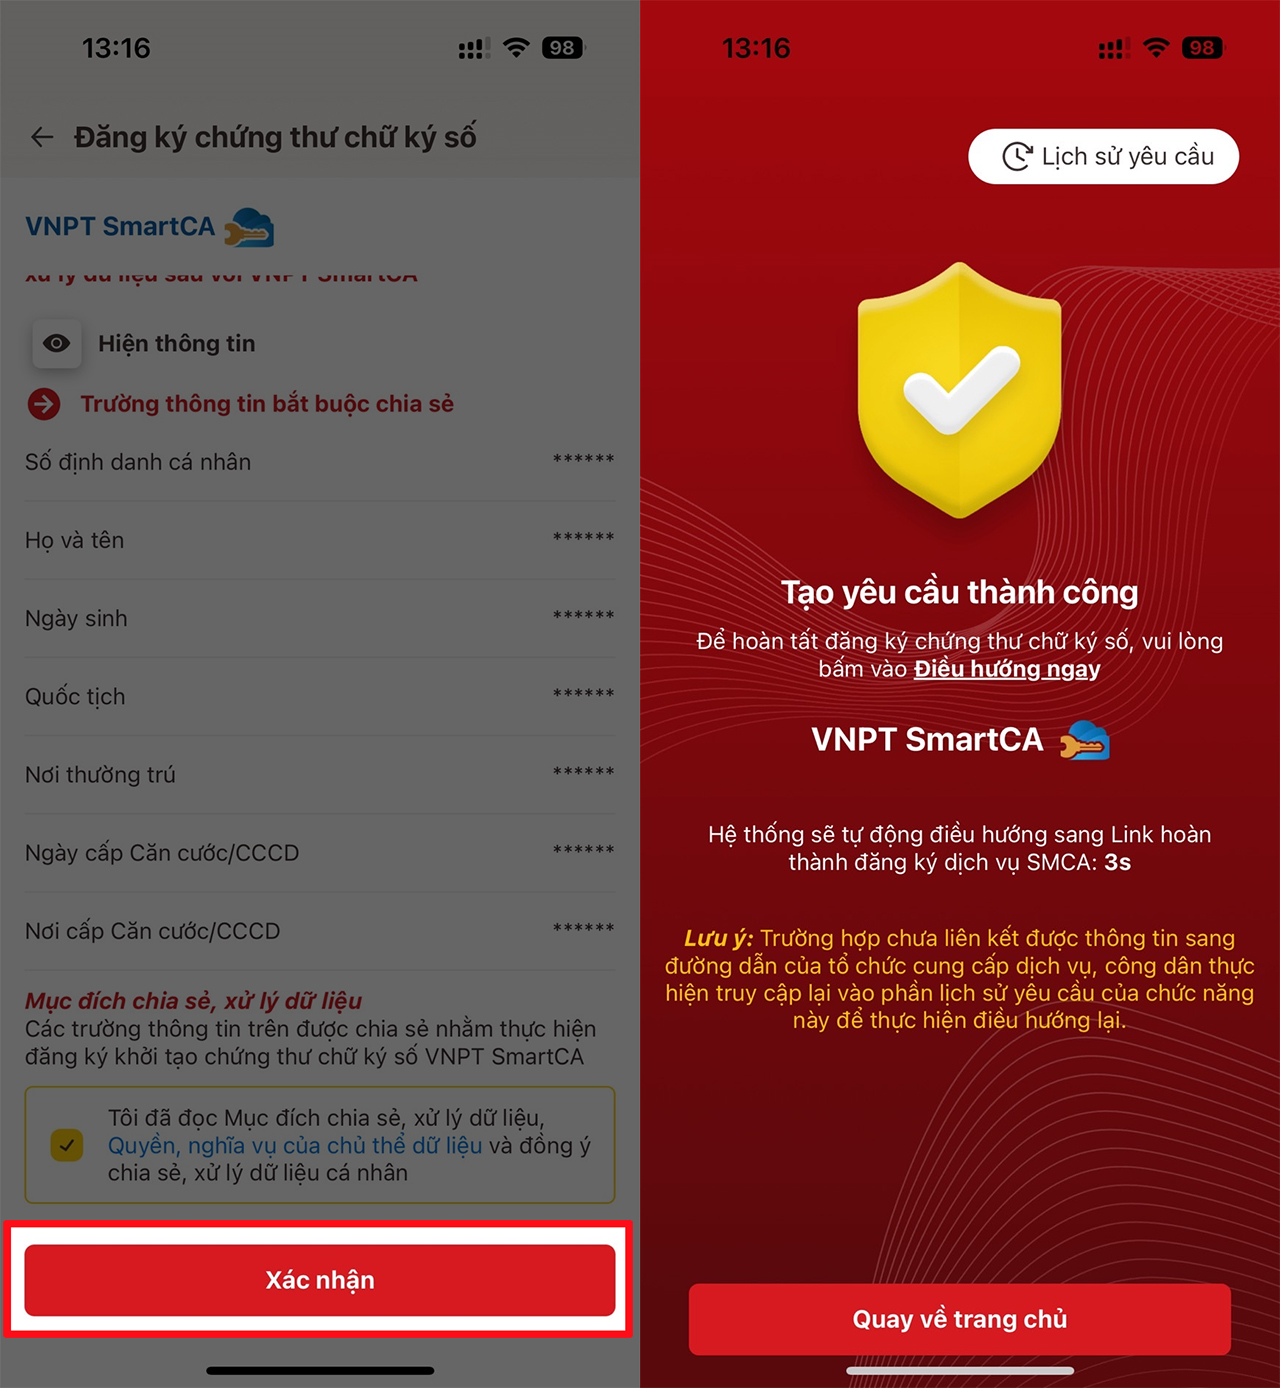 13:16
98
Đăng ký chứng thư chữ ký số
VNPT SmartCA
xử lý dữ liệu sau với VNPT SmartCA
Hiện thông tin
Trường thông tin bắt buộc chia sẻ
Số định danh cá nhân ******
Họ và tên ******
Ngày sinh ******
Quốc tịch ******
Nơi thường trú ******
Ngày cấp Căn cước/CCCD ******
Nơi cấp Căn cước/CCCD ******
Mục đích chia sẻ, xử lý dữ liệu
Các trường thông tin trên được chia sẻ nhằm thực hiện
đăng ký khởi tạo chứng thư chữ ký số VNPT SmartCA
Tôi đã đọc Mục đích chia sẻ, xử lý dữ liệu,
Quyền, nghĩa vụ của chủ thể dữ liệu và đồng ý
chia sẻ, xử lý dữ liệu cá nhân
Xác nhận
13:16
98
Lịch sử yêu cầu
Tạo yêu cầu thành công
Để hoàn tất đăng ký chứng thư chữ ký số, vui lòng
bấm vào Điều hướng ngay
VNPT SmartCA
Hệ thống sẽ tự động điều hướng sang Link hoàn
thành đăng ký dịch vụ SMCA: 3s
Lưu ý: Trường hợp chưa liên kết được thông tin sang
đường dẫn của tổ chức cung cấp dịch vụ, công dân thực
hiện truy cập lại vào phần lịch sử yêu cầu của chức năng
này để thực hiện điều hướng lại.
Quay về trang chủ